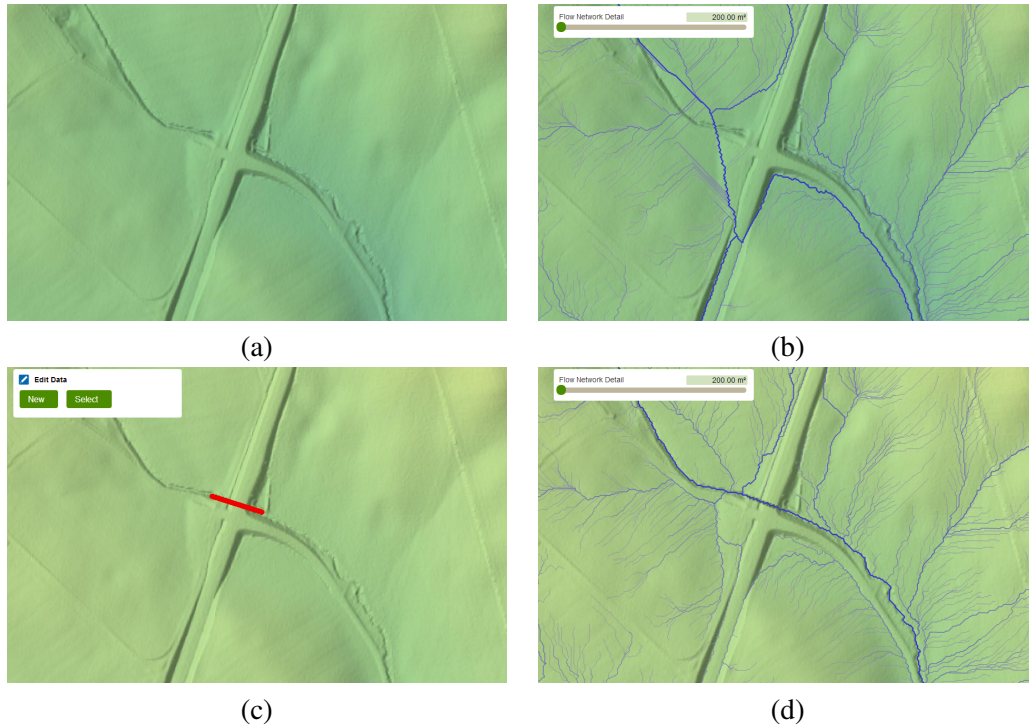 Flow Network Detail 200.00 m²
(a) (b)
Edit Data
New Select
Flow Network Detail 200.00 m²
(c) (d)